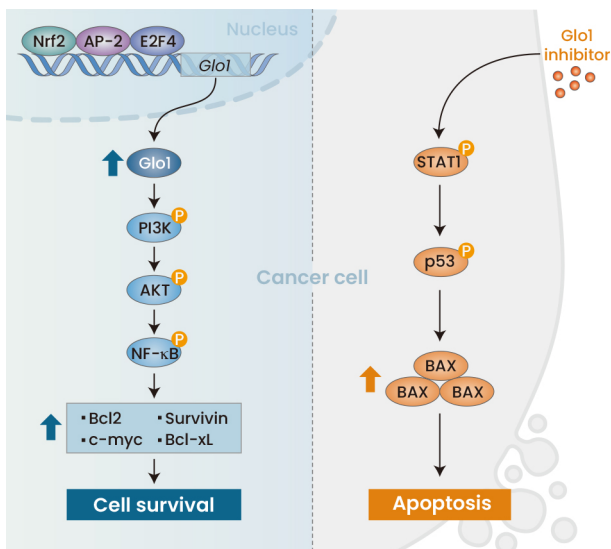 Nucleus
Nrf2 AP-2 E2F4
Glo1
Glo1
PI3K P
AKT P
NF-κB P
▪ Bcl2 ▪ Survivin
▪ c-myc ▪ Bcl-xL
Cell survival
Cancer cell
Glo1
inhibitor
STAT1 P
p53 P
BAX
BAX BAX
Apoptosis